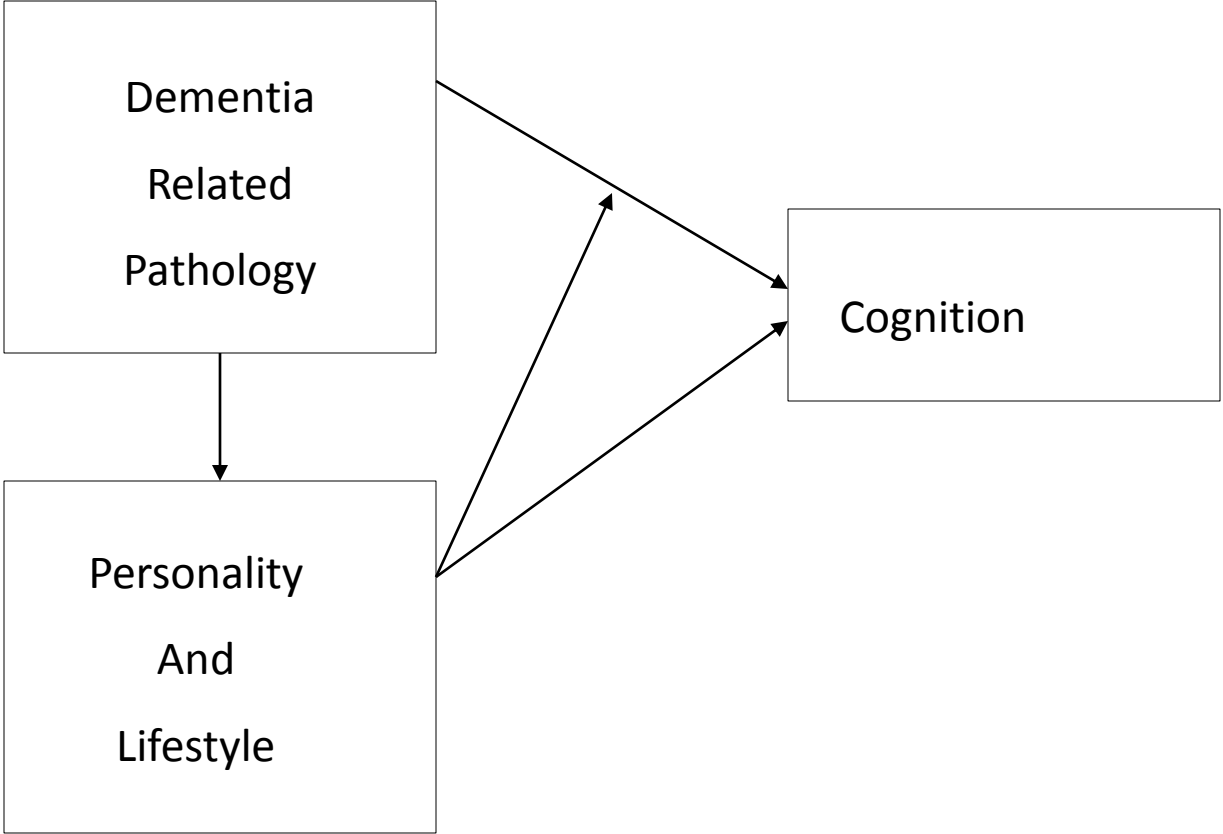 Dementia
Related
Pathology
Cognition
Personality
And
Lifestyle